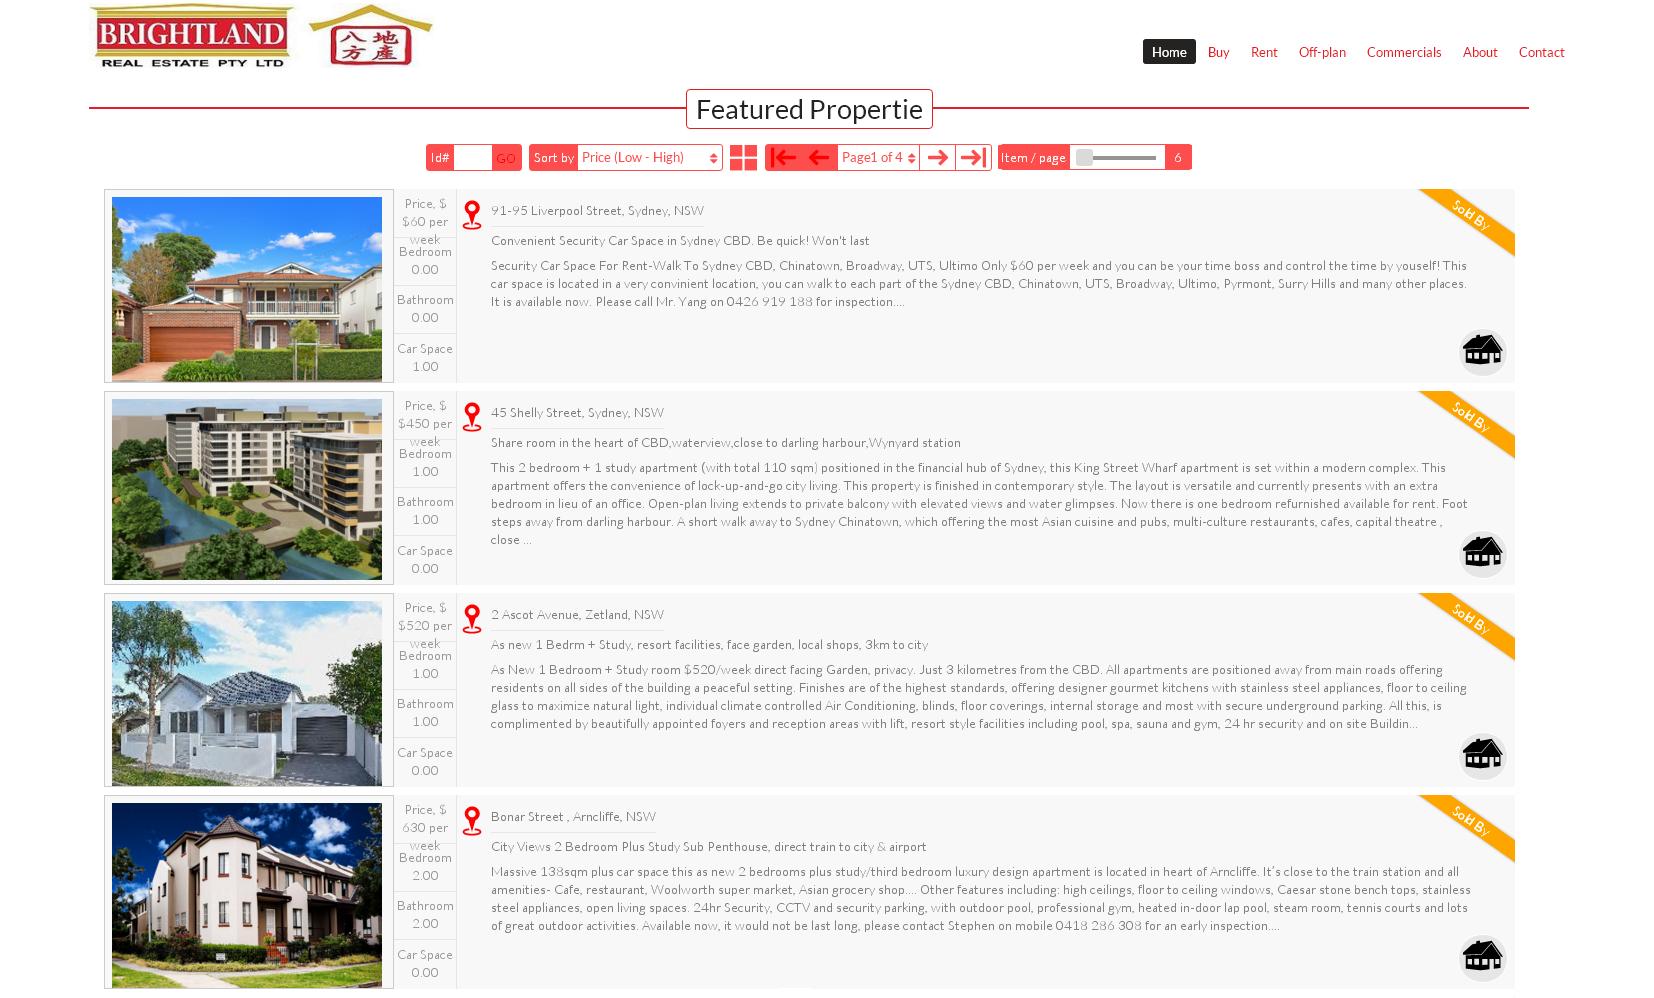 BRIGHTLAND
REAL ESTATE PTY LTD
八地
方產
Home Buy Rent Off-plan Commercials About Contact
Featured Propertie
Id# GO Sort by Price (Low - High) Page1 of 4 Item / page 6
Price, $
$60 per
week
Bedroom
0.00
Bathroom
0.00
Car Space
1.00
91-95 Liverpool Street, Sydney, NSW
Convenient Security Car Space in Sydney CBD. Be quick! Won't last
Security Car Space For Rent-Walk To Sydney CBD, Chinatown, Broadway, UTS, Ultimo Only $60 per week and you can be your time boss and control the time by youself! This
car space is located in a very convinient location, you can walk to each part of the Sydney CBD, Chinatown, UTS, Broadway, Ultimo, Pyrmont, Surry Hills and many other places.
It is available now. Please call Mr. Yang on 0426 919 188 for inspection....
Sold By
Price, $
$450 per
week
Bedroom
1.00
Bathroom
1.00
Car Space
0.00
45 Shelly Street, Sydney, NSW
Share room in the heart of CBD,waterview,close to darling harbour,Wynyard station
This 2 bedroom + 1 study apartment (with total 110 sqm) positioned in the financial hub of Sydney, this King Street Wharf apartment is set within a modern complex. This
apartment offers the convenience of lock-up-and-go city living. This property is finished in contemporary style. The layout is versatile and currently presents with an extra
bedroom in lieu of an office. Open-plan living extends to private balcony with elevated views and water glimpses. Now there is one bedroom refurnished available for rent. Foot
steps away from darling harbour. A short walk away to Sydney Chinatown, which offering the most Asian cuisine and pubs, multi-culture restaurants, cafes, capital theatre ,
close ...
Sold By
Price, $
$520 per
week
Bedroom
1.00
Bathroom
1.00
Car Space
0.00
2 Ascot Avenue, Zetland, NSW
As new 1 Bedrm + Study, resort facilities, face garden, local shops, 3km to city
As New 1 Bedroom + Study room $520/week direct facing Garden, privacy. Just 3 kilometres from the CBD. All apartments are positioned away from main roads offering
residents on all sides of the building a peaceful setting. Finishes are of the highest standards, offering designer gourmet kitchens with stainless steel appliances, floor to ceiling
glass to maximize natural light, individual climate controlled Air Conditioning, blinds, floor coverings, internal storage and most with secure underground parking. All this, is
complimented by beautifully appointed foyers and reception areas with lift, resort style facilities including pool, spa, sauna and gym, 24 hr security and on site Buildin...
Sold By
Price, $
630 per
week
Bedroom
2.00
Bathroom
2.00
Car Space
0.00
Bonar Street , Arncliffe, NSW
City Views 2 Bedroom Plus Study Sub Penthouse, direct train to city & airport
Massive 138sqm plus car space this as new 2 bedrooms plus study/third bedroom luxury design apartment is located in heart of Arncliffe. It's close to the train station and all
amenities- Cafe, restaurant, Woolworth super market, Asian grocery shop.... Other features including: high ceilings, floor to ceiling windows, Caesar stone bench tops, stainless
steel appliances, open living spaces. 24hr Security, CCTV and security parking, with outdoor pool, professional gym, heated in-door lap pool, steam room, tennis courts and lots
of great outdoor activities. Available now, it would not be last long, please contact Stephen on mobile 0418 286 308 for an early inspection....
Sold By